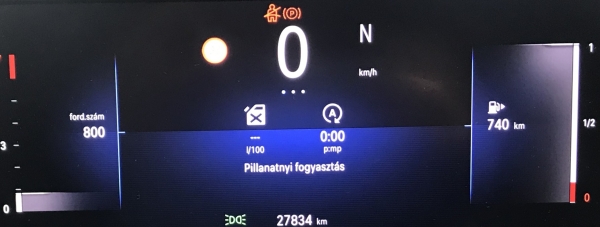 0
N
km/h
ford.szám
800
3
0
---
l/100
0:00
p:mp
Pillanatnyi fogyasztás
27834 km
1
740 km
1/2
0